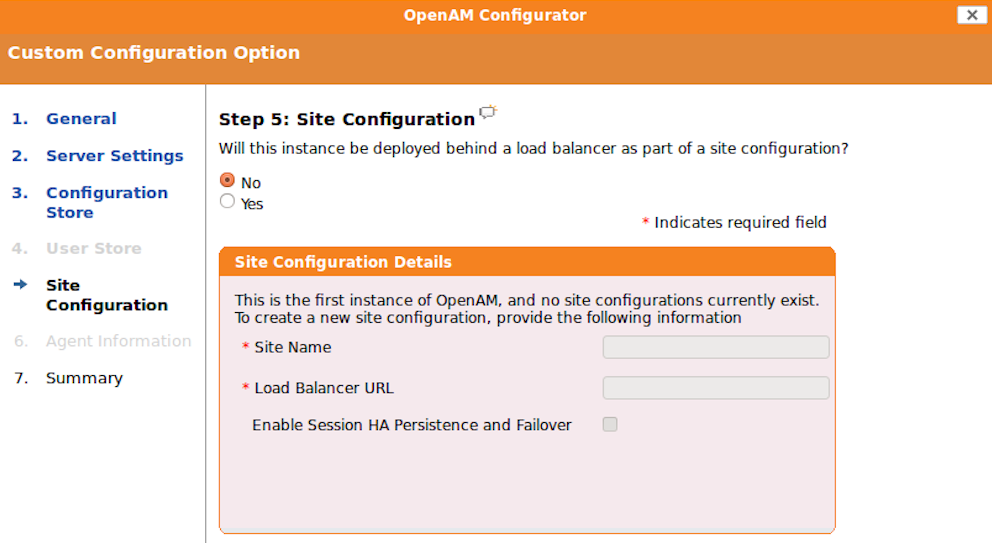 OpenAM Configurator
Custom Configuration Option
1. General
2. Server Settings
3. Configuration
Store
4. User Store
Site
Configuration
6. Agent Information
7. Summary
Step 5: Site Configuration
Will this instance be deployed behind a load balancer as part of a site configuration?
No
Yes
* Indicates required field
Site Configuration Details
This is the first instance of OpenAM, and no site configurations currently exist.
To create a new site configuration, provide the following information
* Site Name
* Load Balancer URL
Enable Session HA Persistence and Failover